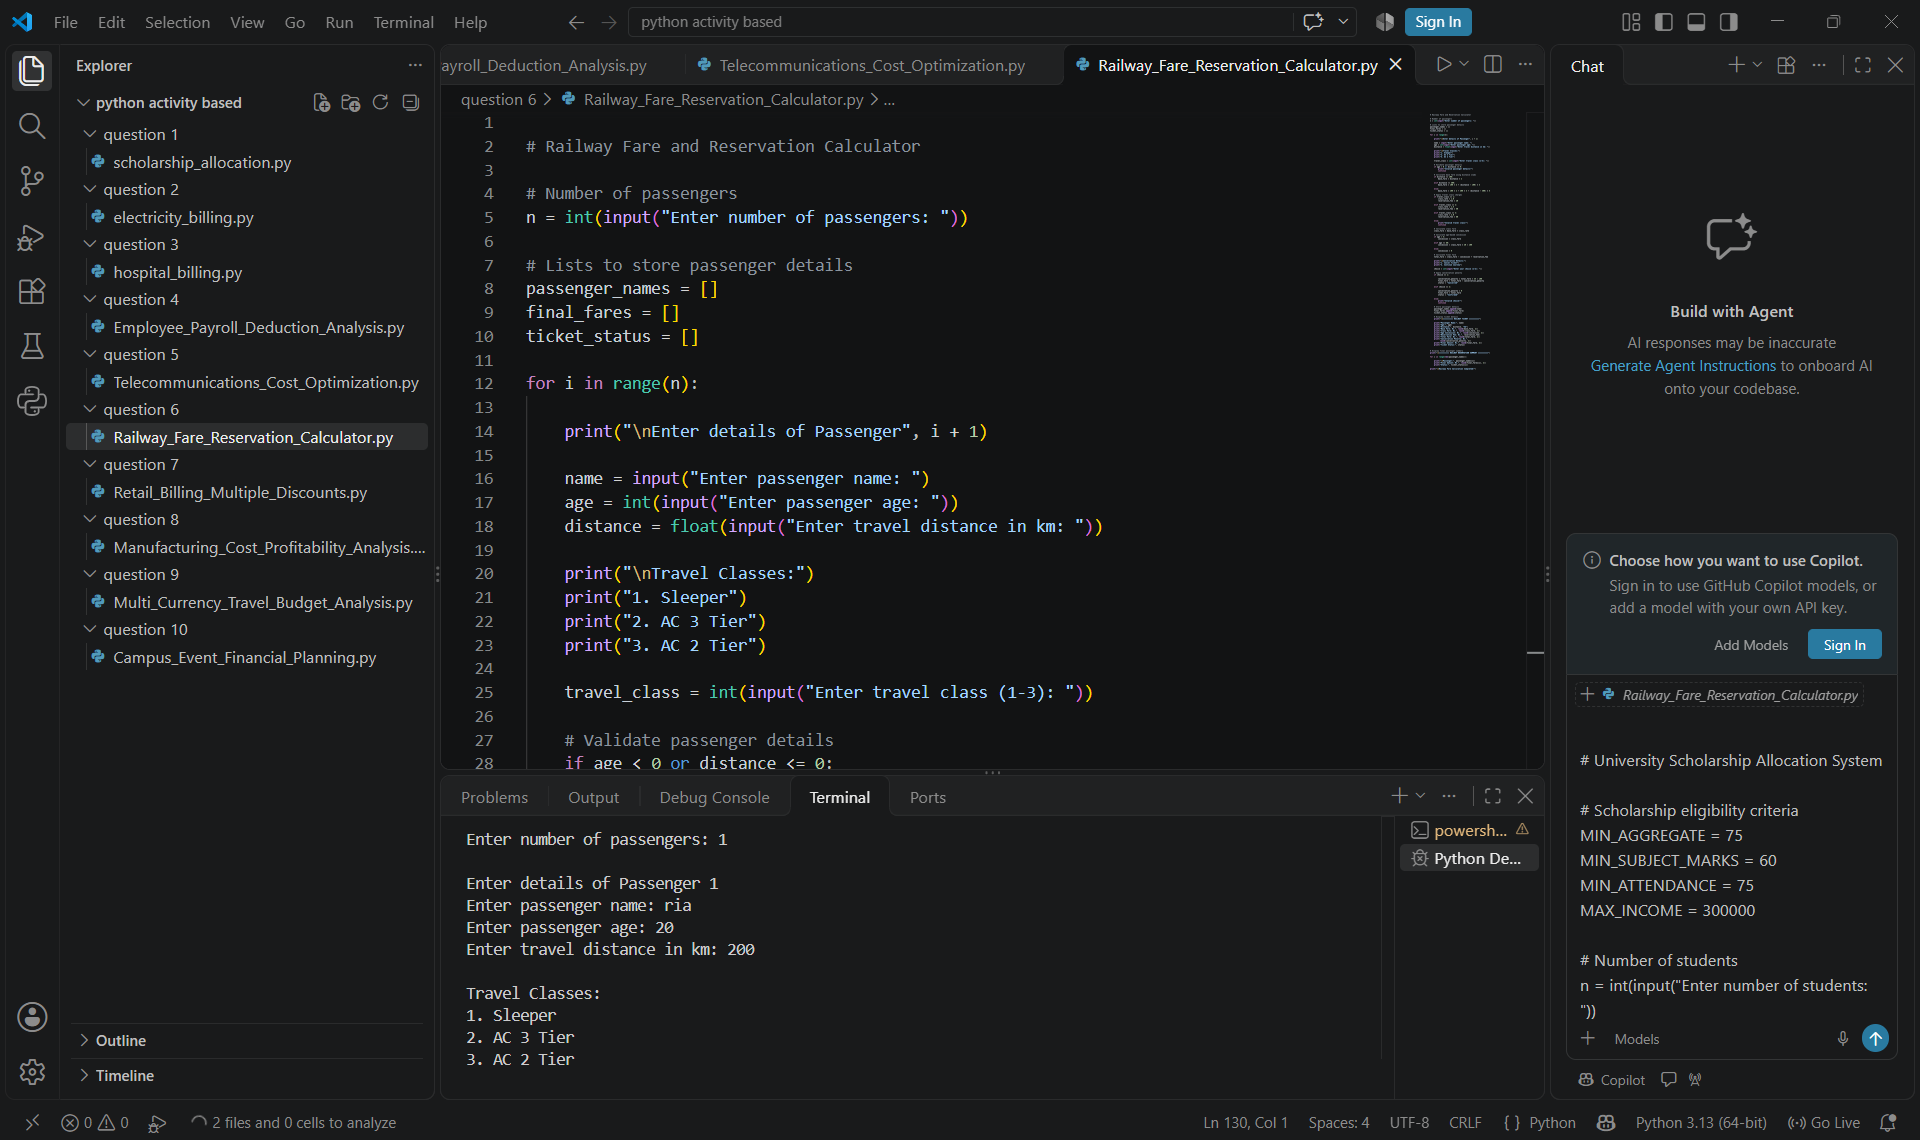 File Edit Selection View Go Run Terminal Help
python activity based
Sign In
Explorer
python activity based
question 1
scholarship_allocation.py
question 2
electricity_billing.py
question 3
hospital_billing.py
question 4
Employee_Payroll_Deduction_Analysis.py
question 5
Telecommunications_Cost_Optimization.py
question 6
Railway_Fare_Reservation_Calculator.py
question 7
Retail_Billing_Multiple_Discounts.py
question 8
Manufacturing_Cost_Profitability_Analysis....
question 9
Multi_Currency_Travel_Budget_Analysis.py
question 10
Campus_Event_Financial_Planning.py
Outline
Timeline
ayroll_Deduction_Analysis.py Telecommunications_Cost_Optimization.py Railway_Fare_Reservation_Calculator.py
question 6 > Railway_Fare_Reservation_Calculator.py > ...
1
2 # Railway Fare and Reservation Calculator
3
4 # Number of passengers
5 n = int(input("Enter number of passengers: "))
6
7 # Lists to store passenger details
8 passenger_names = []
9 final_fares = []
10 ticket_status = []
11
12 for i in range(n):
13
14 print("\nEnter details of Passenger", i + 1)
15
16 name = input("Enter passenger name: ")
17 age = int(input("Enter passenger age: "))
18 distance = float(input("Enter travel distance in km: "))
19
20 print("\nTravel Classes:")
21 print("1. Sleeper")
22 print("2. AC 3 Tier")
23 print("3. AC 2 Tier")
24
25 travel_class = int(input("Enter travel class (1-3): "))
26
27 # Validate passenger details
28 if age < 0 or distance <= 0:
Problems Output Debug Console Terminal Ports
Enter number of passengers: 1
Enter details of Passenger 1
Enter passenger name: ria
Enter passenger age: 20
Enter travel distance in km: 200
Travel Classes:
1. Sleeper
2. AC 3 Tier
3. AC 2 Tier
powersh...
Python De...
Chat
Build with Agent
AI responses may be inaccurate
Generate Agent Instructions to onboard AI
onto your codebase.
Choose how you want to use Copilot.
Sign in to use GitHub Copilot models, or
add a model with your own API key.
Add Models Sign In
Railway_Fare_Reservation_Calculator.py
# University Scholarship Allocation System
# Scholarship eligibility criteria
MIN_AGGREGATE = 75
MIN_SUBJECT_MARKS = 60
MIN_ATTENDANCE = 75
MAX_INCOME = 300000
# Number of students
n = int(input("Enter number of students:
"))
Models
Copilot
0 0 2 files and 0 cells to analyze Ln 130, Col 1 Spaces: 4 UTF-8 CRLF { } Python Python 3.13 (64-bit) Go Live